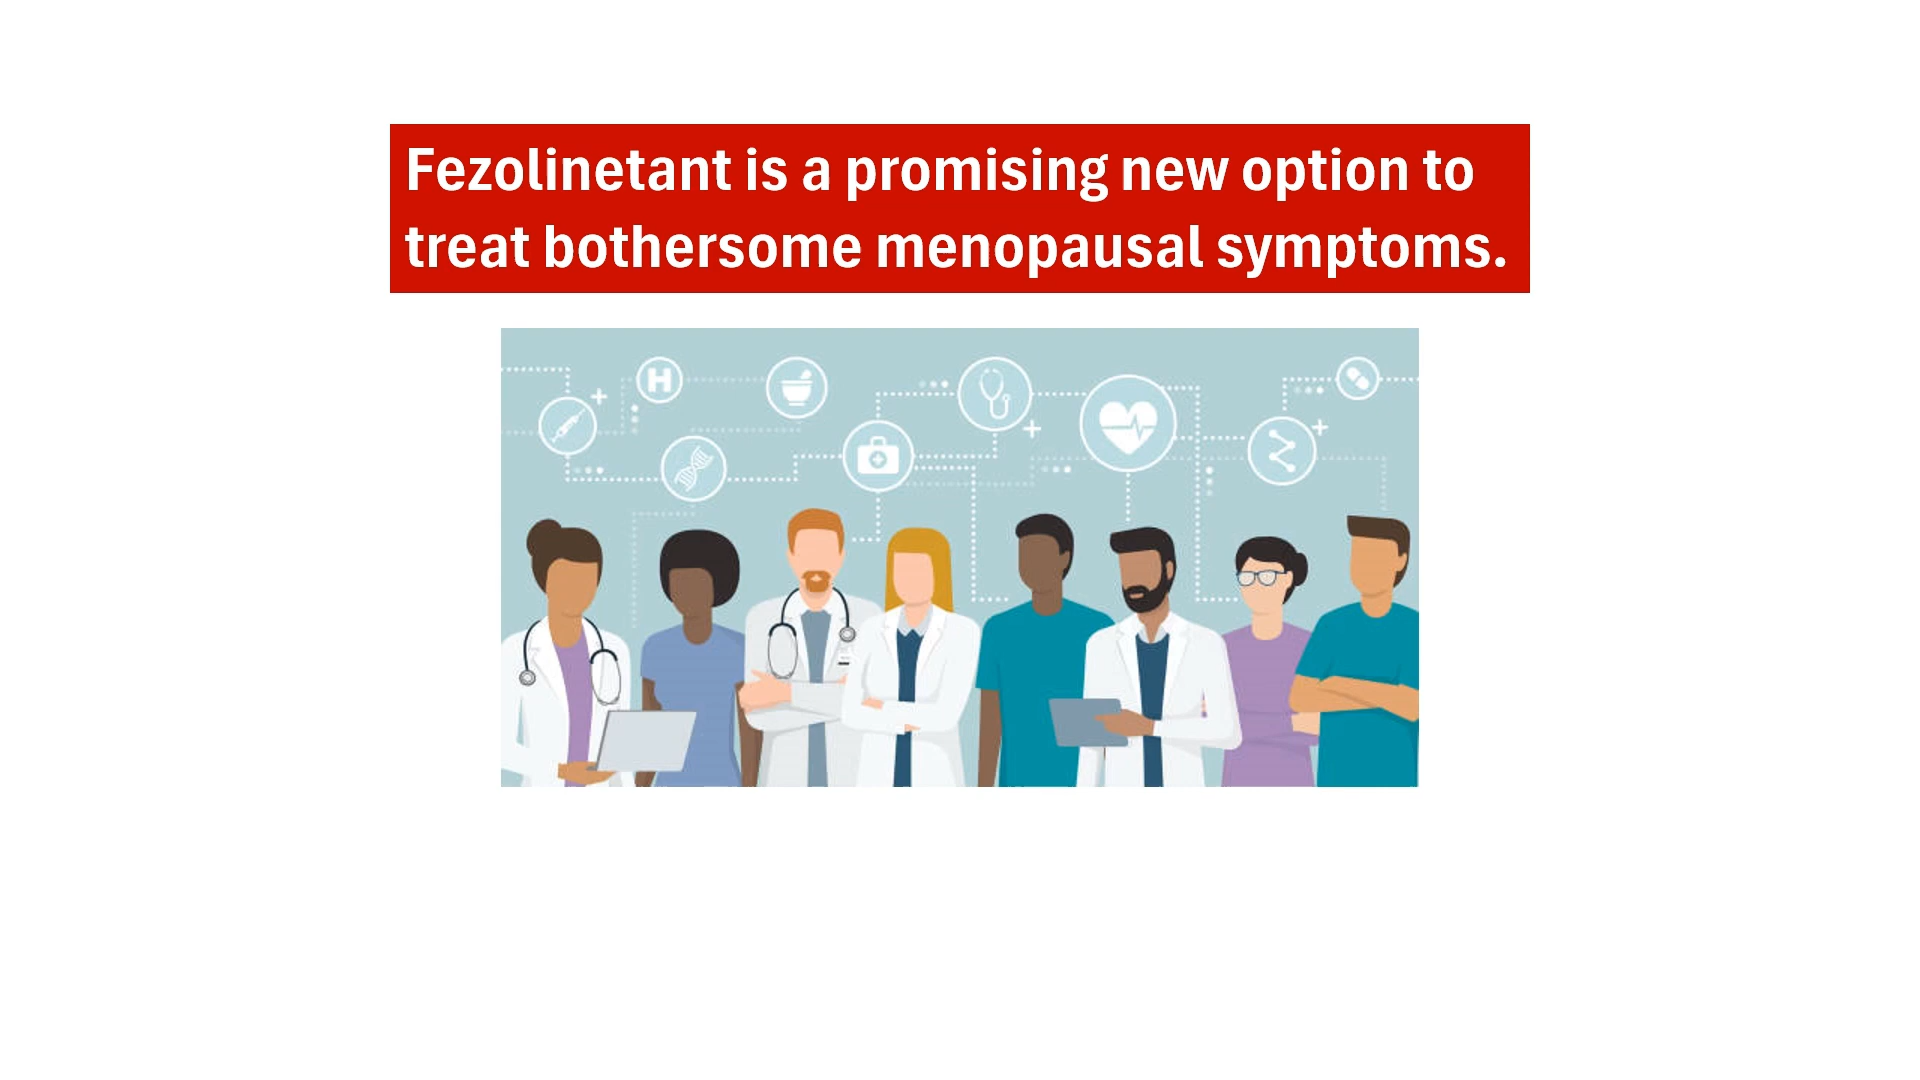 Fezolinetant is a promising new option to
treat bothersome menopausal symptoms.
H